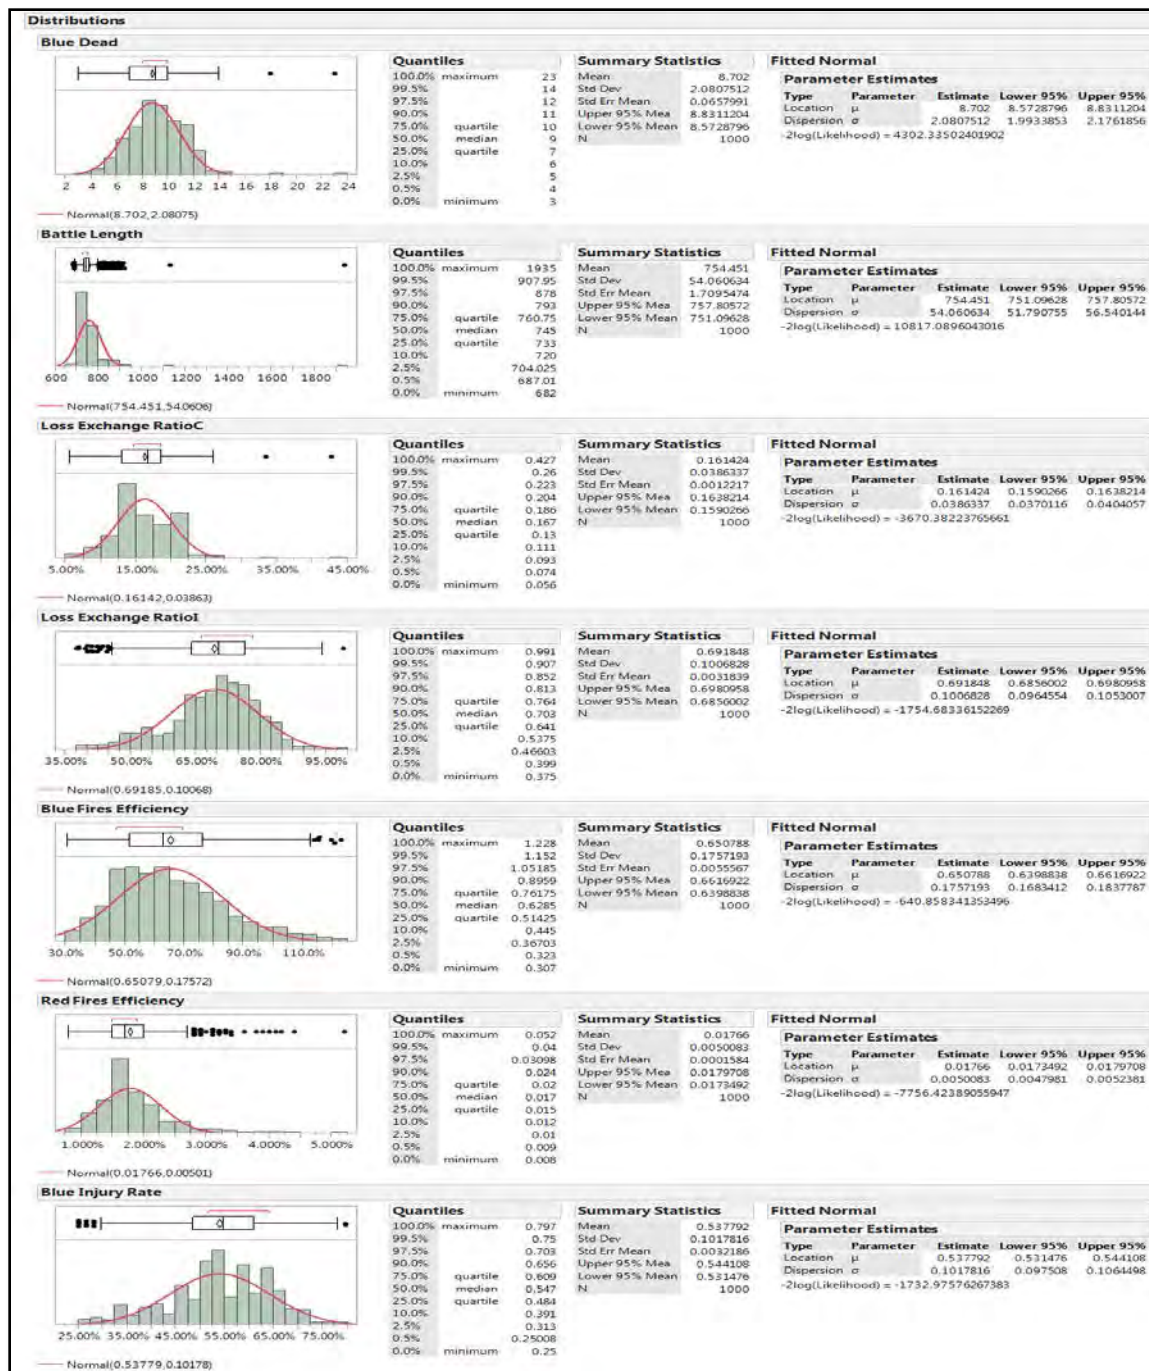 Distributions
Blue Dead
Quantiles
100.0% maximum 23
99.5% 14
97.5% 12
90.0% 11
75.0% quartile 10
50.0% median 9
25.0% quartile 7
10.0% 6
2.5% 5
0.5% 4
0.0% minimum 3
Summary Statistics
Mean 8.702
Std Dev 2.0807512
Std Err Mean 0.0657991
Upper 95% Mea 8.8311204
Lower 95% Mean 8.5728796
N 1000
Fitted Normal
Parameter Estimates
Type Parameter Estimate Lower 95% Upper 95%
Location μ 8.702 8.5728796 8.8311204
Dispersion σ 2.0807512 1.9933853 2.1761856
-2log(Likelihood) = 4302.33502401902
2 4 6 8 10 12 14 16 18 20 22 24
Normal(8.702,2.08075)
Battle Length
Quantiles
100.0% maximum 1935
99.5% 907.95
97.5% 878
90.0% 793
75.0% quartile 760.75
50.0% median 745
25.0% quartile 733
10.0% 720
2.5% 704.025
0.5% 687.01
0.0% minimum 682
Summary Statistics
Mean 754.451
Std Dev 54.060634
Std Err Mean 1.7095474
Upper 95% Mea 757.80572
Lower 95% Mean 751.09628
N 1000
Fitted Normal
Parameter Estimates
Type Parameter Estimate Lower 95% Upper 95%
Location μ 754.451 751.09628 757.80572
Dispersion σ 54.060634 51.790755 56.540144
-2log(Likelihood) = 10817.0896043016
600 800 1000 1200 1400 1600 1800
Normal(754.451,54.0606)
Loss Exchange RatioC
Quantiles
100.0% maximum 0.427
99.5% 0.26
97.5% 0.223
90.0% 0.204
75.0% quartile 0.186
50.0% median 0.167
25.0% quartile 0.13
10.0% 0.111
2.5% 0.093
0.5% 0.074
0.0% minimum 0.056
Summary Statistics
Mean 0.161424
Std Dev 0.0386337
Std Err Mean 0.0012217
Upper 95% Mea 0.1638214
Lower 95% Mean 0.1590266
N 1000
Fitted Normal
Parameter Estimates
Type Parameter Estimate Lower 95% Upper 95%
Location μ 0.161424 0.1590266 0.1638214
Dispersion σ 0.0386337 0.0370116 0.0404057
-2log(Likelihood) = -3670.38223765661
5.00% 15.00% 25.00% 35.00% 45.00%
Normal(0.16142,0.03863)
Loss Exchange RatioI
Quantiles
100.0% maximum 0.991
99.5% 0.907
97.5% 0.852
90.0% 0.813
75.0% quartile 0.764
50.0% median 0.703
25.0% quartile 0.641
10.0% 0.5375
2.5% 0.46603
0.5% 0.399
0.0% minimum 0.375
Summary Statistics
Mean 0.691848
Std Dev 0.1006828
Std Err Mean 0.0031839
Upper 95% Mea 0.6980958
Lower 95% Mean 0.6856002
N 1000
Fitted Normal
Parameter Estimates
Type Parameter Estimate Lower 95% Upper 95%
Location μ 0.691848 0.6856002 0.6980958
Dispersion σ 0.1006828 0.0964554 0.1053007
-2log(Likelihood) = -1754.68336152269
35.00% 50.00% 65.00% 80.00% 95.00%
Normal(0.69185,0.10068)
Blue Fires Efficiency
Quantiles
100.0% maximum 1.228
99.5% 1.152
97.5% 1.05185
90.0% 0.8959
75.0% quartile 0.76175
50.0% median 0.6285
25.0% quartile 0.51425
10.0% 0.445
2.5% 0.36703
0.5% 0.323
0.0% minimum 0.307
Summary Statistics
Mean 0.650788
Std Dev 0.1757193
Std Err Mean 0.0055567
Upper 95% Mea 0.6616922
Lower 95% Mean 0.6398838
N 1000
Fitted Normal
Parameter Estimates
Type Parameter Estimate Lower 95% Upper 95%
Location μ 0.650788 0.6398838 0.6616922
Dispersion σ 0.1757193 0.1683412 0.1837787
-2log(Likelihood) = -640.858341353496
30.0% 50.0% 70.0% 90.0% 110.0%
Normal(0.65079,0.17572)
Red Fires Efficiency
Quantiles
100.0% maximum 0.052
99.5% 0.04
97.5% 0.03098
90.0% 0.024
75.0% quartile 0.02
50.0% median 0.017
25.0% quartile 0.015
10.0% 0.012
2.5% 0.01
0.5% 0.009
0.0% minimum 0.008
Summary Statistics
Mean 0.01766
Std Dev 0.0050083
Std Err Mean 0.0001584
Upper 95% Mea 0.0179708
Lower 95% Mean 0.0173492
N 1000
Fitted Normal
Parameter Estimates
Type Parameter Estimate Lower 95% Upper 95%
Location μ 0.01766 0.0173492 0.0179708
Dispersion σ 0.0050083 0.0047981 0.0052381
-2log(Likelihood) = -7756.42389055947
1.000% 2.000% 3.000% 4.000% 5.000%
Normal(0.01766,0.00501)
Blue Injury Rate
Quantiles
100.0% maximum 0.797
99.5% 0.75
97.5% 0.703
90.0% 0.656
75.0% quartile 0.609
50.0% median 0.547
25.0% quartile 0.484
10.0% 0.391
2.5% 0.313
0.5% 0.25008
0.0% minimum 0.25
Summary Statistics
Mean 0.537792
Std Dev 0.1017816
Std Err Mean 0.0032186
Upper 95% Mea 0.544108
Lower 95% Mean 0.531476
N 1000
Fitted Normal
Parameter Estimates
Type Parameter Estimate Lower 95% Upper 95%
Location μ 0.537792 0.531476 0.544108
Dispersion σ 0.1017816 0.097508 0.1064498
-2log(Likelihood) = -1732.97576267383
25.00% 35.00% 45.00% 55.00% 65.00% 75.00%
Normal(0.53779,0.10178)